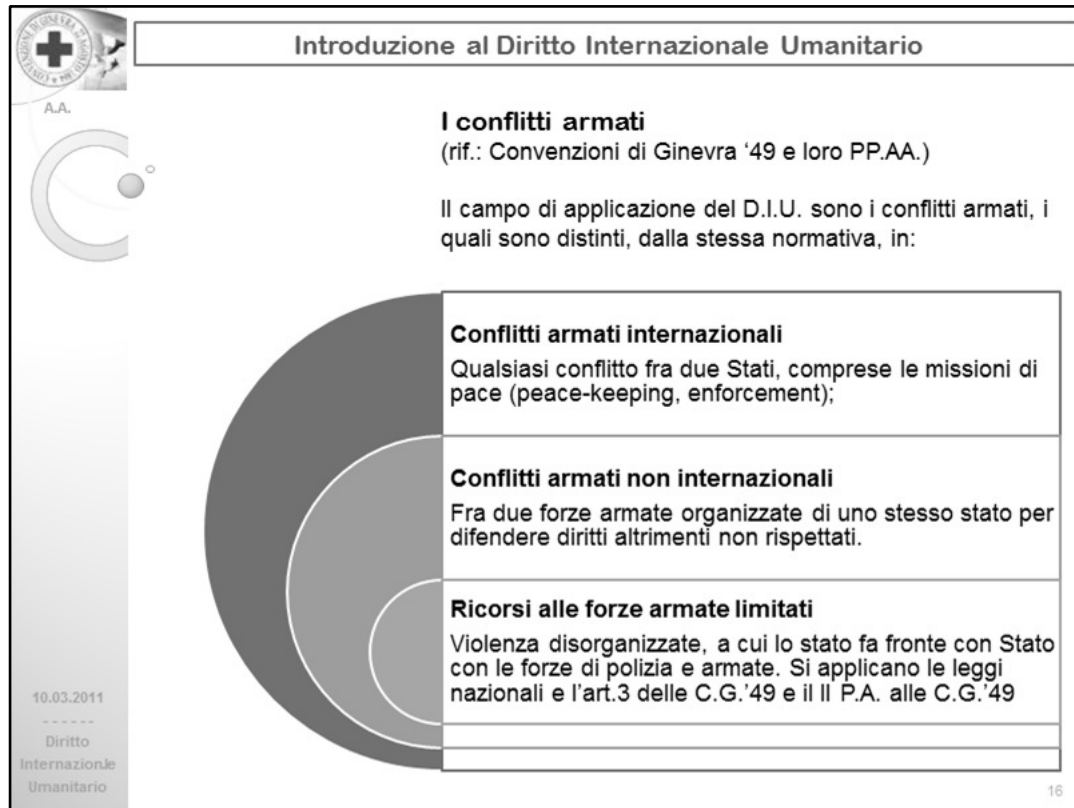 Introduzione al Diritto Internazionale Umanitario
A.A.
I conflitti armati
(rif.: Convenzioni di Ginevra ‘49 e loro PP.AA.)
Il campo di applicazione del D.I.U. sono i conflitti armati, i
quali sono distinti, dalla stessa normativa, in:
Conflitti armati internazionali
Qualsiasi conflitto fra due Stati, comprese le missioni di
pace (peace-keeping, enforcement);
Conflitti armati non internazionali
Fra due forze armate organizzate di uno stesso stato per
difendere diritti altrimenti non rispettati.
Ricorsi alle forze armate limitati
Violenza disorganizzate, a cui lo stato fa fronte con Stato
con le forze di polizia e armate. Si applicano le leggi
nazionali e l’art.3 delle C.G.’49 e il II P.A. alle C.G.’49
10.03.2011
------
Diritto
Internazionale
Umanitario
16